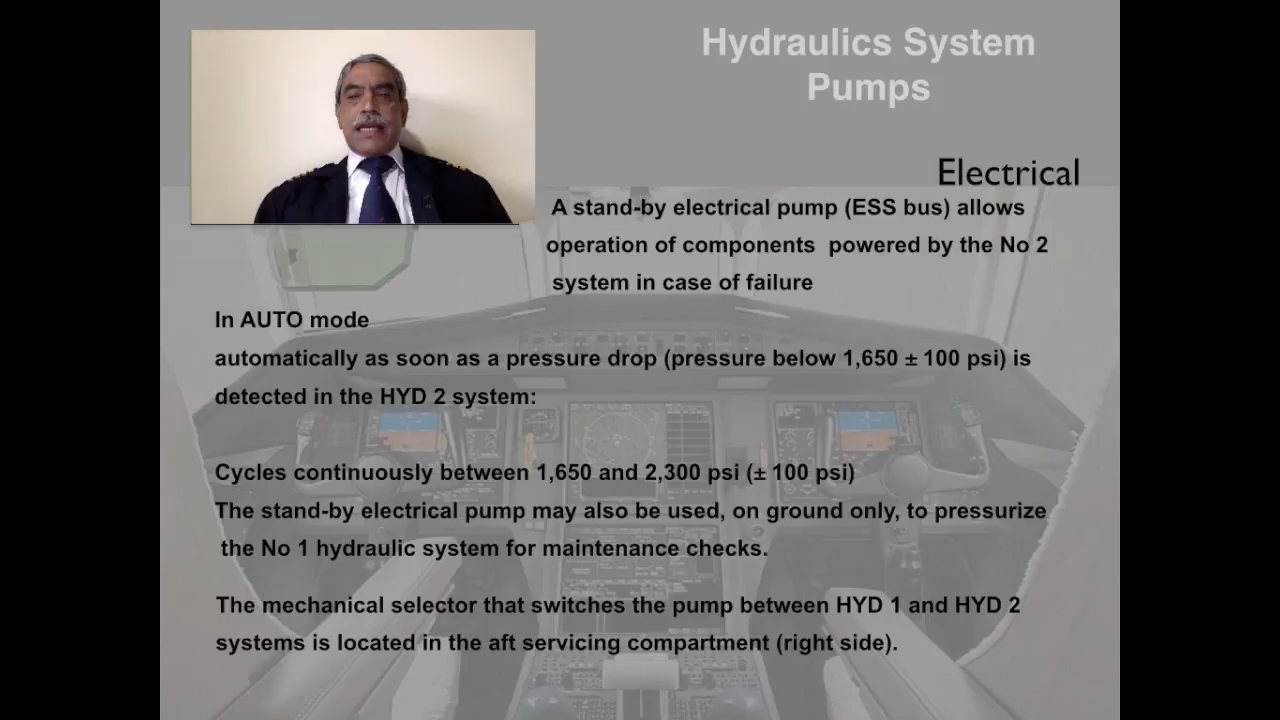 Hydraulics System
Pumps
Electrical
A stand-by electrical pump (ESS bus) allows
operation of components powered by the No 2
system in case of failure
In AUTO mode
automatically as soon as a pressure drop (pressure below 1,650 ± 100 psi) is
detected in the HYD 2 system:
Cycles continuously between 1,650 and 2,300 psi (± 100 psi)
The stand-by electrical pump may also be used, on ground only, to pressurize
the No 1 hydraulic system for maintenance checks.
The mechanical selector that switches the pump between HYD 1 and HYD 2
systems is located in the aft servicing compartment (right side).